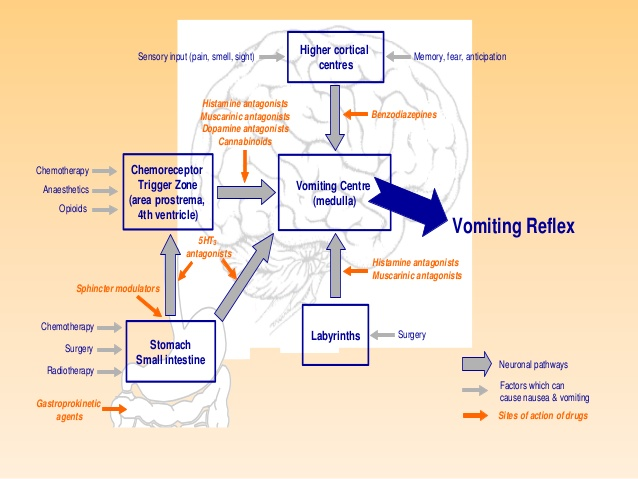 Higher cortical
centres
Sensory input (pain, smell, sight)
Memory, fear, anticipation
Histamine antagonists
Muscarinic antagonists
Dopamine antagonists
Cannabinoids
Benzodiazepines
Chemotherapy
Anaesthetics
Opioids
Chemoreceptor
Trigger Zone
(area prostrema,
4th ventricle)
Vomiting Centre
(medulla)
Vomiting Reflex
5HT₃
antagonists
Histamine antagonists
Muscarinic antagonists
Sphincter modulators
Chemotherapy
Surgery
Radiotherapy
Stomach
Small intestine
Labyrinths
Surgery
Gastroprokinetic
agents
Neuronal pathways
Factors which can
cause nausea & vomiting
Sites of action of drugs